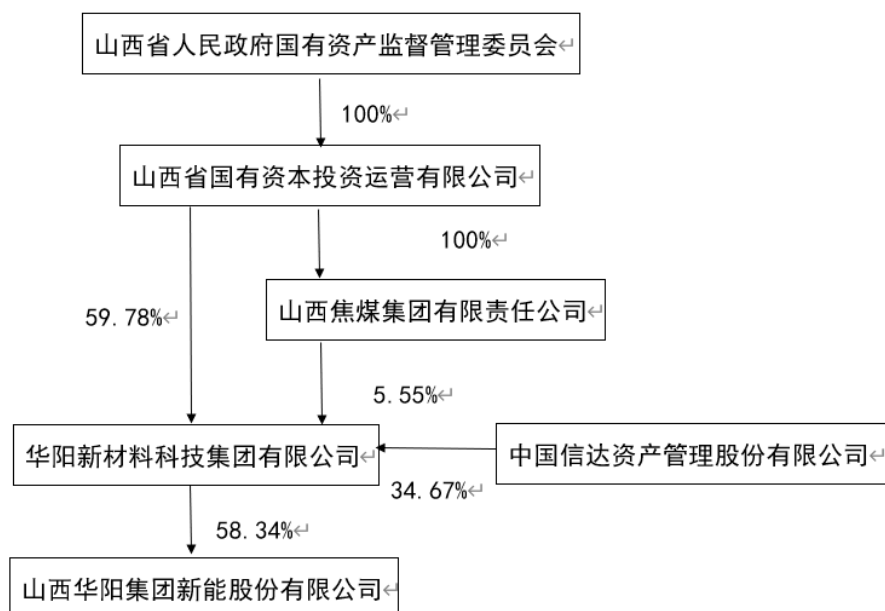 山西省人民政府国有资产监督管理委员会↵
100%↵
山西省国有资本投资运营有限公司↵
100%↵
59.78%↵
山西焦煤集团有限责任公司↵
5.55%↵
华阳新材料科技集团有限公司↵
中国信达资产管理股份有限公司↵
34.67%↵
58.34%↵
山西华阳集团新能股份有限公司↵